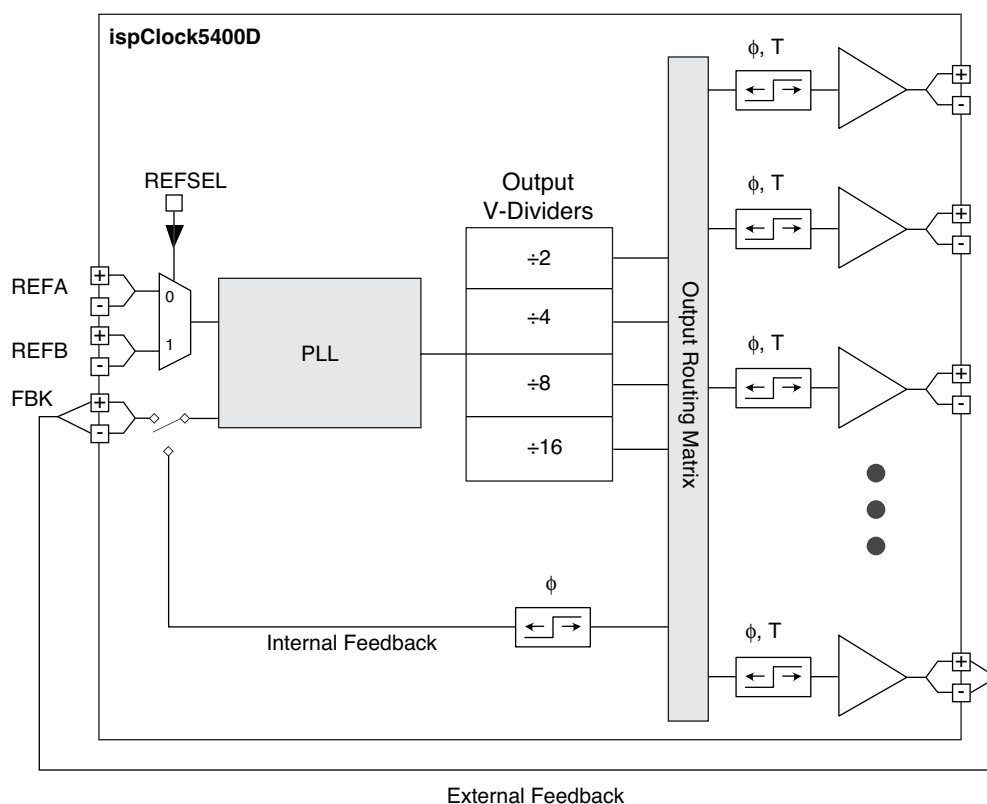 ispClock5400D
ϕ, T
+
-
REFSEL
Output
V-Dividers
ϕ, T
+
-
÷2
REFA
+
-
0
REFB
+
-
1
PLL
÷4
÷8
÷16
Output Routing Matrix
ϕ, T
+
-
FBK
+
-
ϕ
Internal Feedback
ϕ, T
+
-
External Feedback